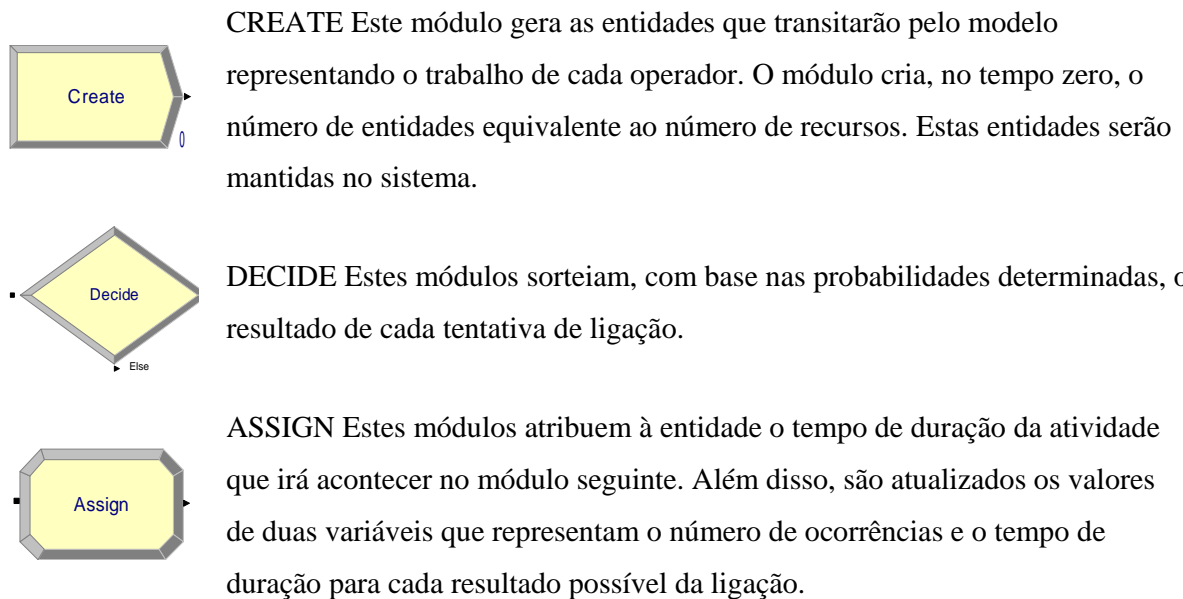 CREATE Este módulo gera as entidades que transitarão pelo modelo
representando o trabalho de cada operador. O módulo cria, no tempo zero, o
Create
número de entidades equivalente ao número de recursos. Estas entidades serão
0
mantidas no sistema.
DECIDE Estes módulos sorteiam, com base nas probabilidades determinadas, o
Decide
resultado de cada tentativa de ligação.
Else
ASSIGN Estes módulos atribuem à entidade o tempo de duração da atividade
que irá acontecer no módulo seguinte. Além disso, são atualizados os valores
Assign
de duas variáveis que representam o número de ocorrências e o tempo de
duração para cada resultado possível da ligação.